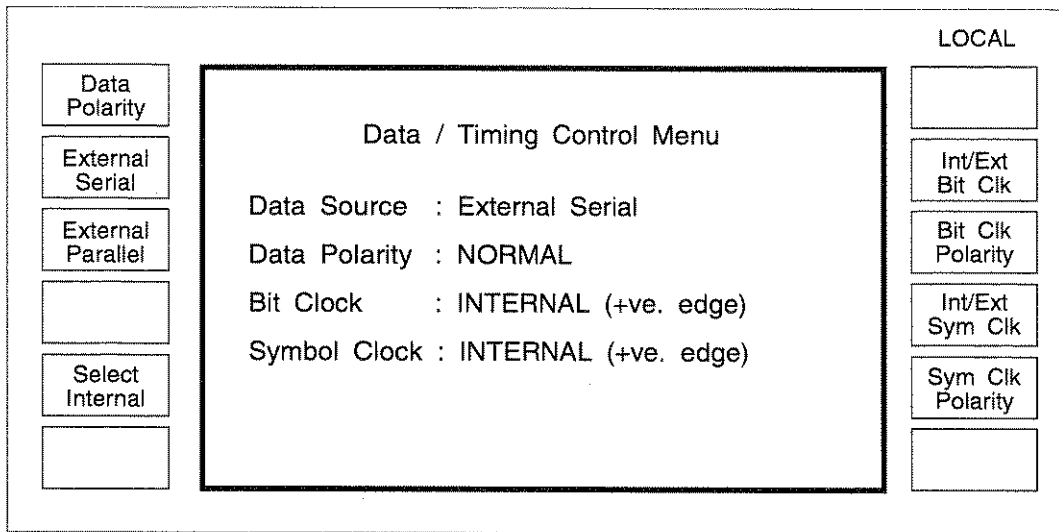 LOCAL
Data
Polarity
External
Serial
External
Parallel
Select
Internal
Data / Timing Control Menu
Data Source : External Serial
Data Polarity : NORMAL
Bit Clock : INTERNAL (+ve. edge)
Symbol Clock : INTERNAL (+ve. edge)
Int/Ext
Bit Clk
Bit Clk
Polarity
Int/Ext
Sym Clk
Sym Clk
Polarity